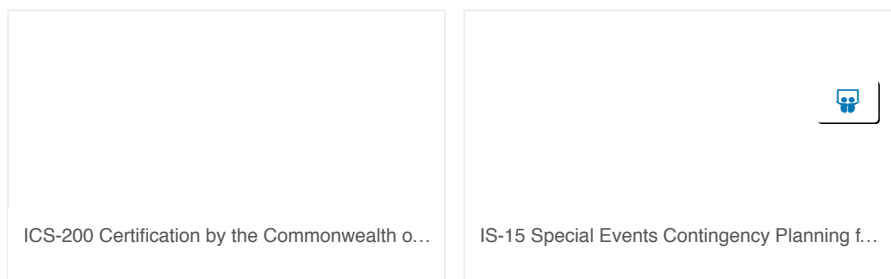 ICS-200 Certification by the Commonwealth o…
IS-15 Special Events Contingency Planning f…